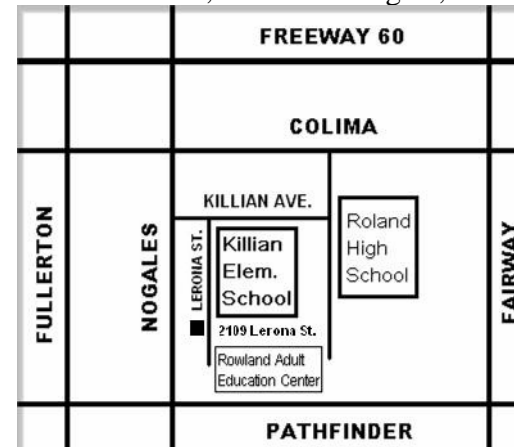 FREEWAY 60
COLIMA
KILLIAN AVE.
FULLERTON
NOGALES
LERONA ST.
Killian
Elem.
School
Roland
High
School
FAIRWAY
2109 Lerona St.
Rowland Adult
Education Center
PATHFINDER